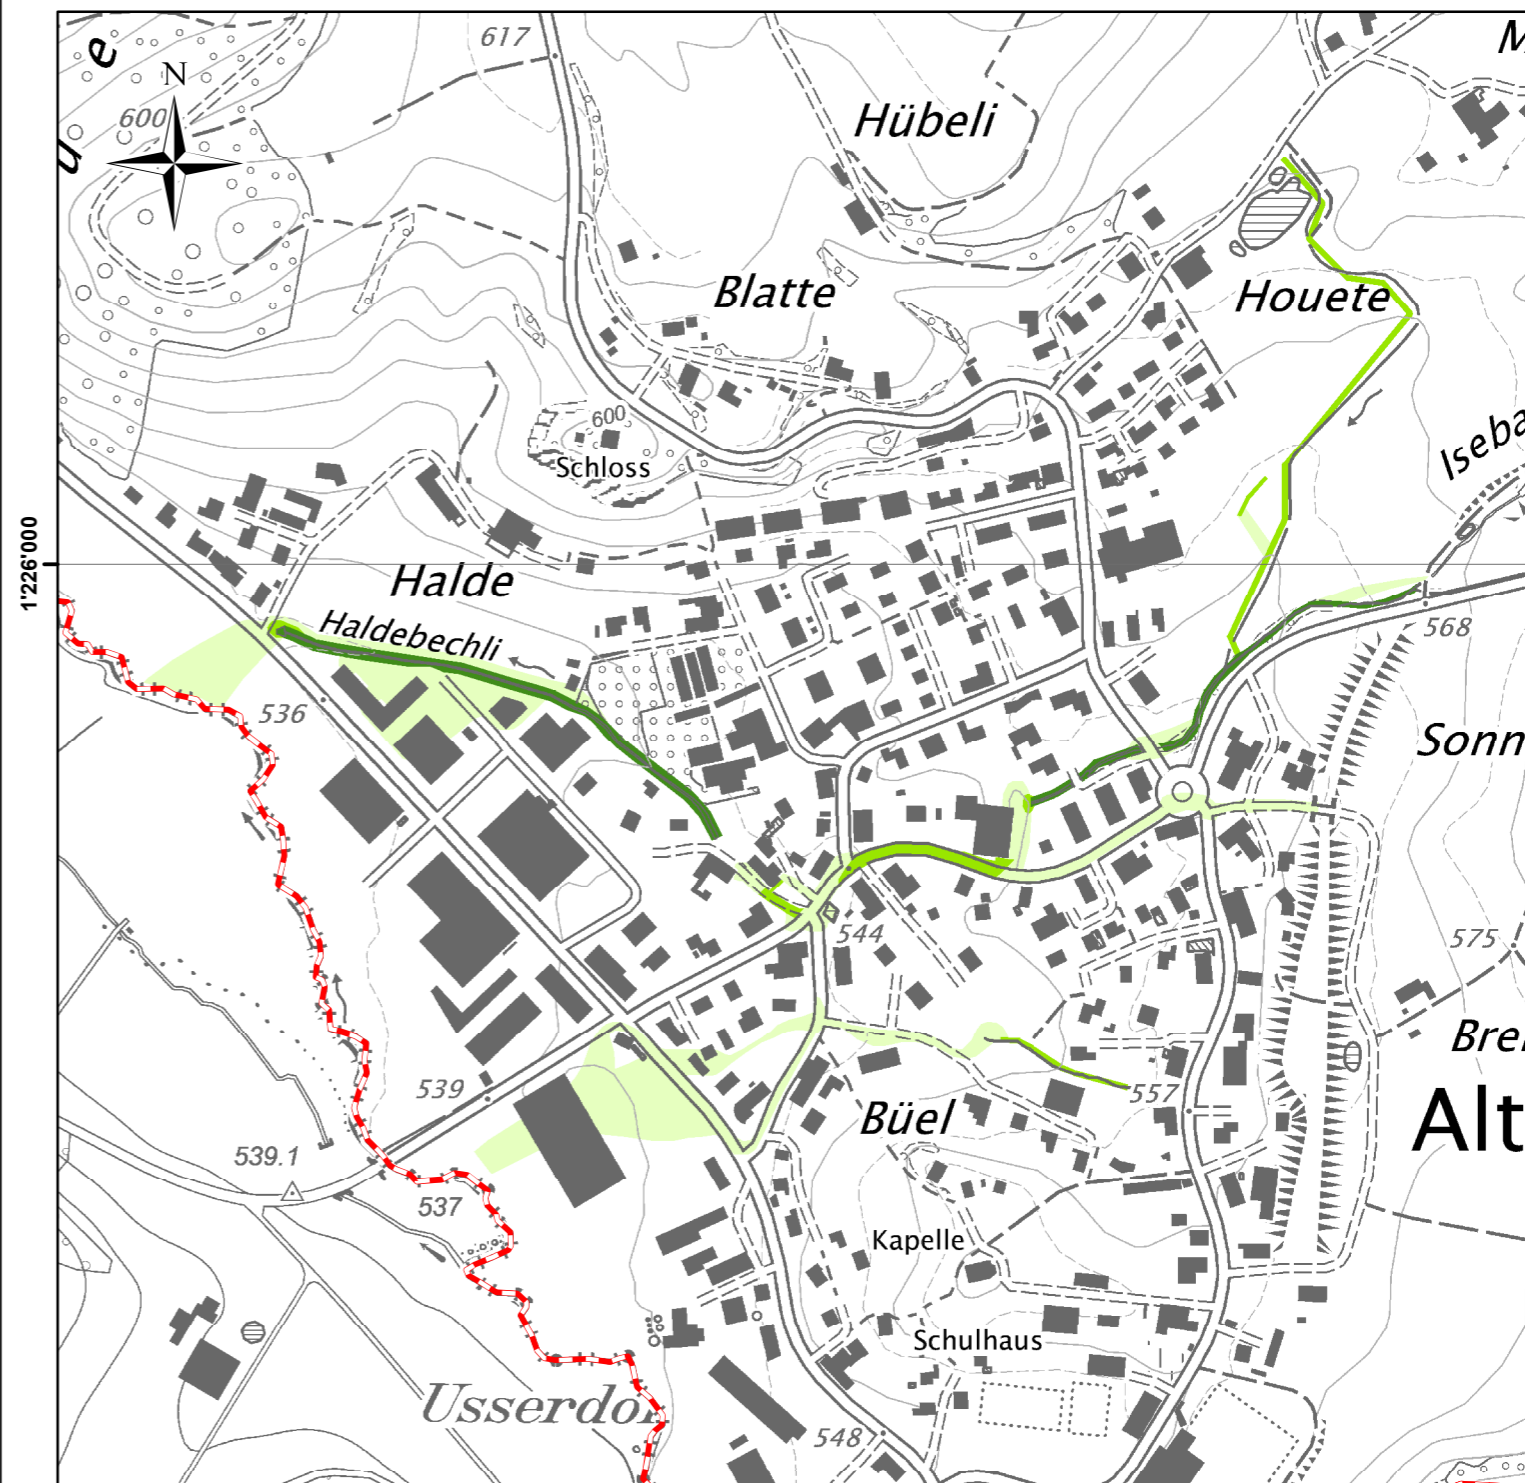 617
M
e
N
600
Hübeli
u
Blatte
Houete
600
Schloss
Iseba
1'226'000
Halde
Haldebechli
568
536
Sonn
544
575
Bre
539
557
Büel
Alt
539.1
537
Kapelle
Schulhaus
Usserdor
548